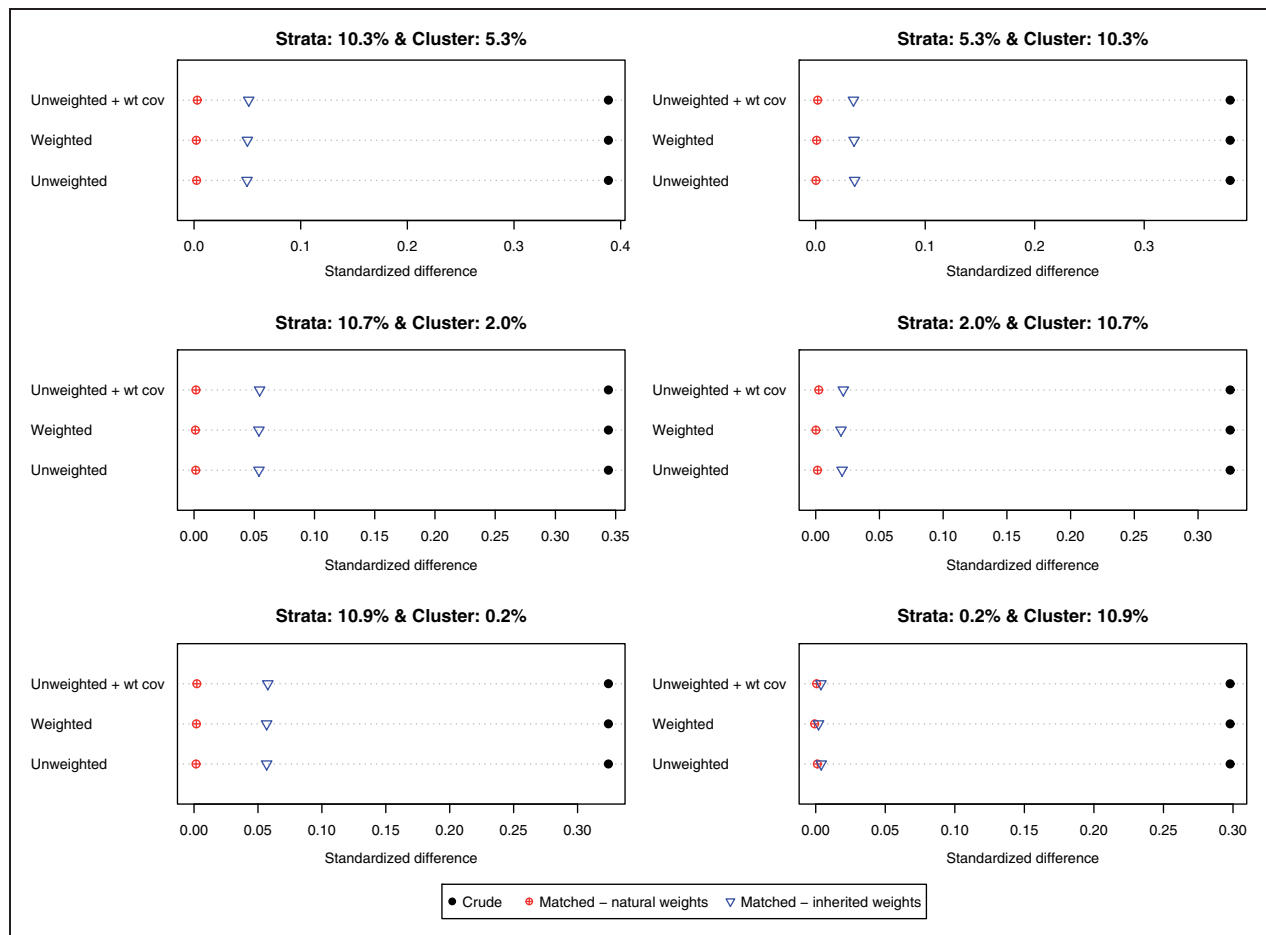 Strata: 10.3% & Cluster: 5.3%
Unweighted + wt cov
Weighted
Unweighted
0.0 0.1 0.2 0.3 0.4
Standardized difference
Strata: 5.3% & Cluster: 10.3%
Unweighted + wt cov
Weighted
Unweighted
0.0 0.1 0.2 0.3
Standardized difference
Strata: 10.7% & Cluster: 2.0%
Unweighted + wt cov
Weighted
Unweighted
0.00 0.05 0.10 0.15 0.20 0.25 0.30 0.35
Standardized difference
Strata: 2.0% & Cluster: 10.7%
Unweighted + wt cov
Weighted
Unweighted
0.00 0.05 0.10 0.15 0.20 0.25 0.30
Standardized difference
Strata: 10.9% & Cluster: 0.2%
Unweighted + wt cov
Weighted
Unweighted
0.00 0.05 0.10 0.15 0.20 0.25 0.30
Standardized difference
Strata: 0.2% & Cluster: 10.9%
Unweighted + wt cov
Weighted
Unweighted
0.00 0.05 0.10 0.15 0.20 0.25 0.30
Standardized difference
Crude Matched − natural weights Matched − inherited weights